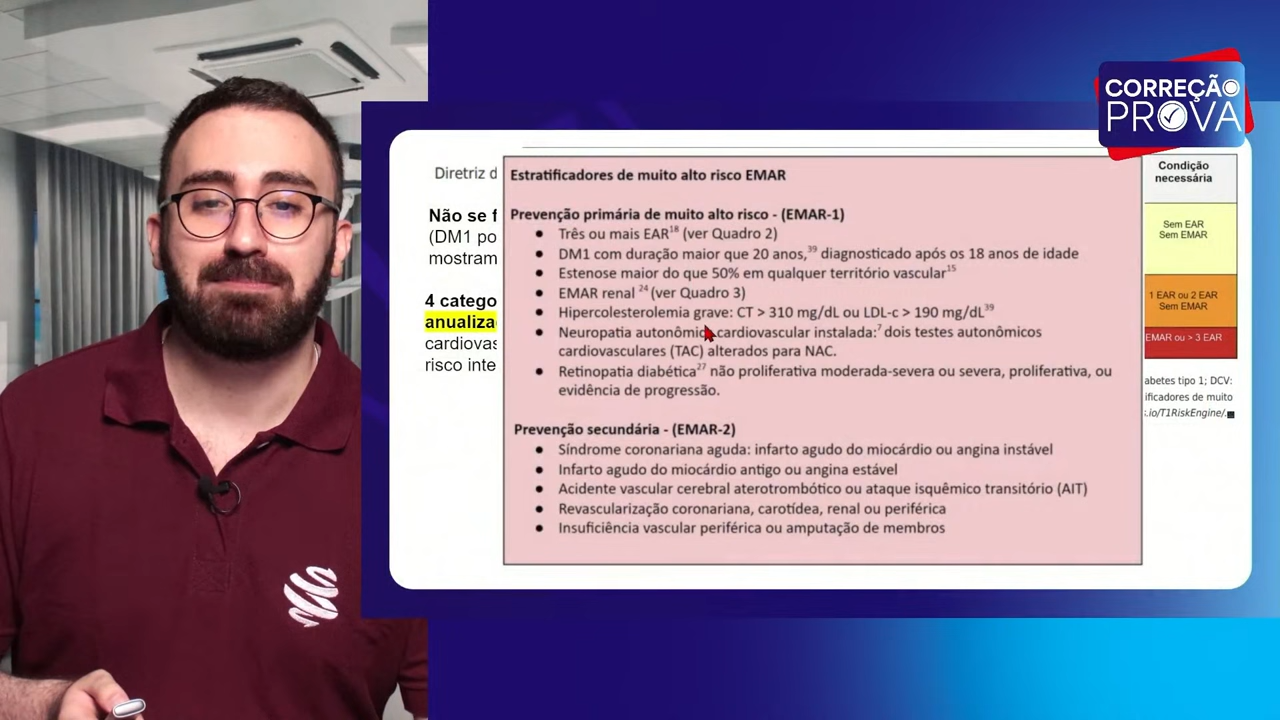 CORREÇÃO
PROVA
Diretriz d
Não se f
(DM1 po
mostram
4 catego
anualiza
cardiovas
risco inte
Estratificadores de muito alto risco EMAR
Prevenção primária de muito alto risco - (EMAR-1)
● Três ou mais EAR¹⁸ (ver Quadro 2)
● DM1 com duração maior que 20 anos,³⁹ diagnosticado após os 18 anos de idade
● Estenose maior do que 50% em qualquer território vascular¹⁵
● EMAR renal ²⁴ (ver Quadro 3)
● Hipercolesterolemia grave: CT > 310 mg/dL ou LDL-c > 190 mg/dL³⁹
● Neuropatia autonômica cardiovascular instalada:⁷ dois testes autonômicos
cardiovasculares (TAC) alterados para NAC.
● Retinopatia diabética²⁷ não proliferativa moderada-severa ou severa, proliferativa, ou
evidência de progressão.
Prevenção secundária - (EMAR-2)
● Síndrome coronariana aguda: infarto agudo do miocárdio ou angina instável
● Infarto agudo do miocárdio antigo ou angina estável
● Acidente vascular cerebral aterotrombótico ou ataque isquêmico transitório (AIT)
● Revascularização coronariana, carotídea, renal ou periférica
● Insuficiência vascular periférica ou amputação de membros
Condição
necessária
Sem EAR
Sem EMAR
1 EAR ou 2 EAR
Sem EMAR
EMAR ou > 3 EAR
abetes tipo 1; DCV:
ificadores de muito
s.io/T1RiskEngine/.